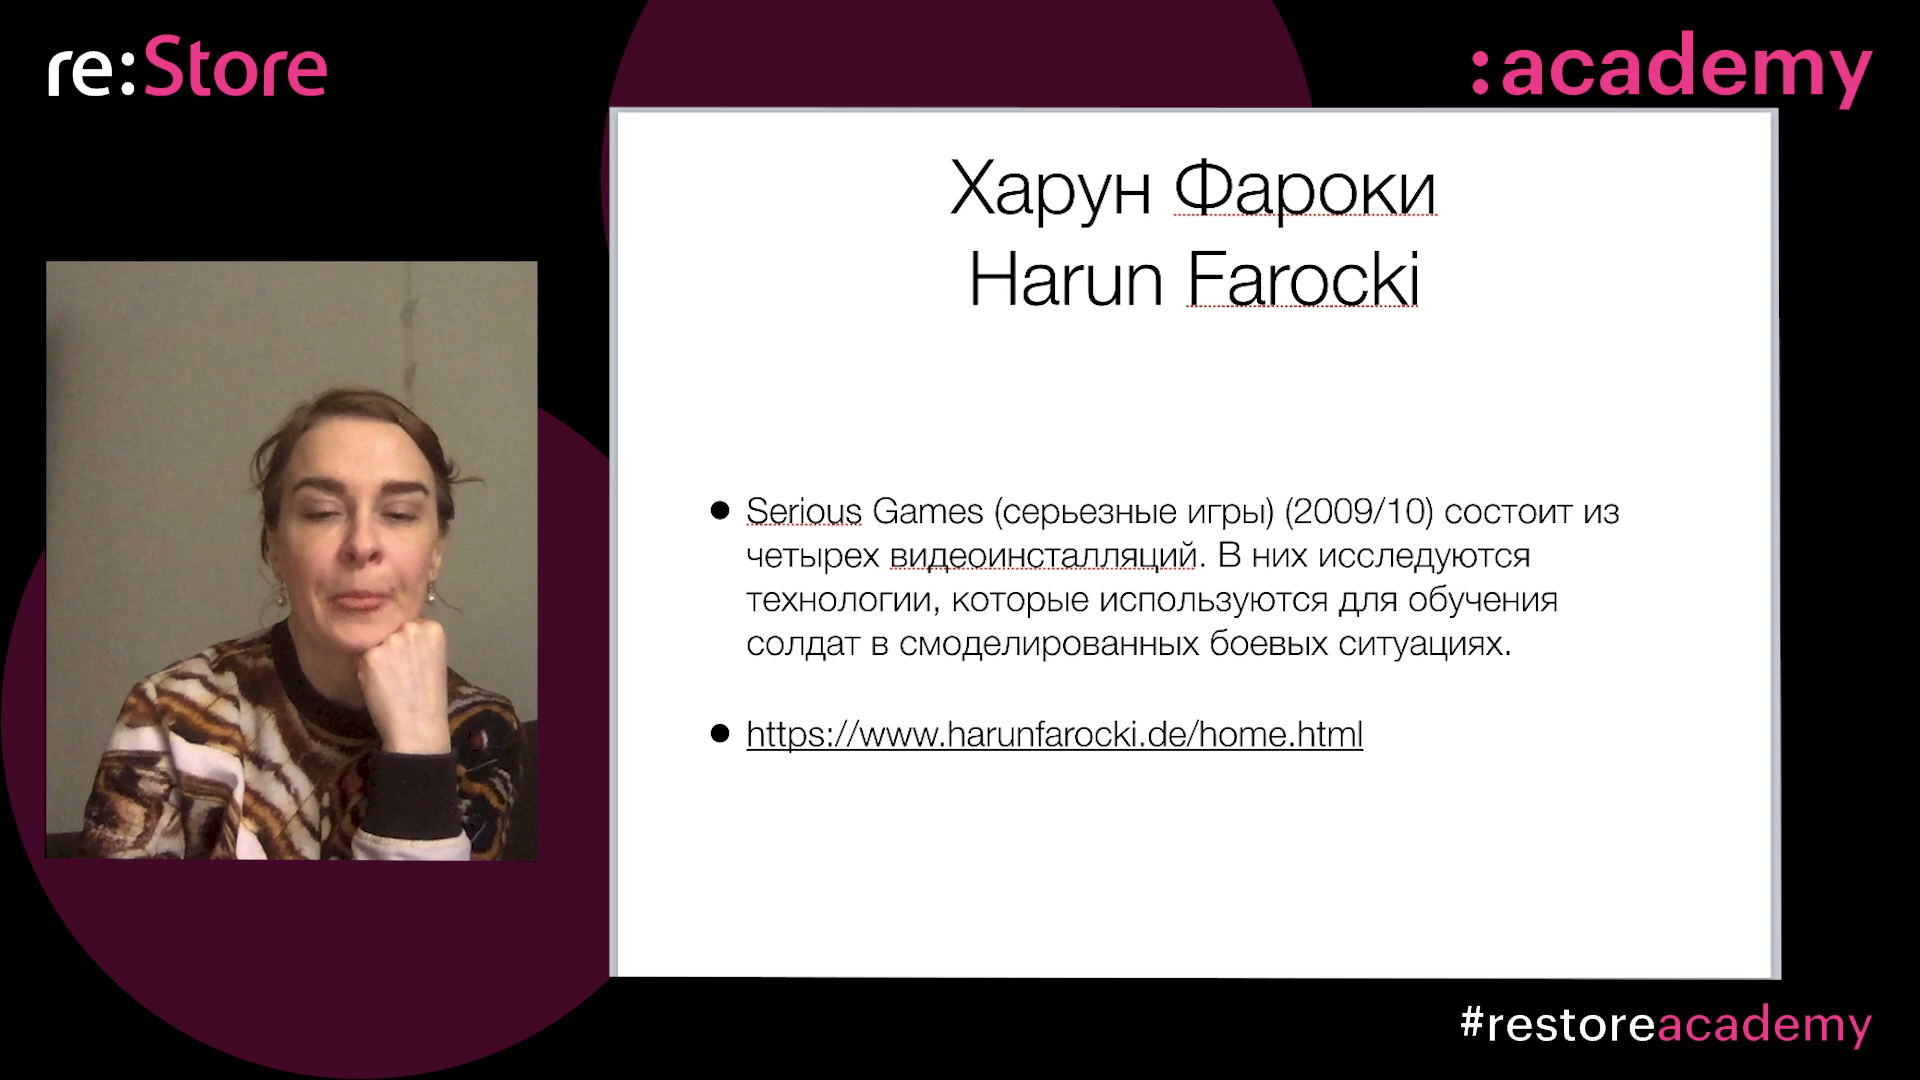 re:Store
:academy
Харун Фароки
Harun Farocki
Serious Games (серьезные игры) (2009/10) состоит из
четырех видеоинсталляций. В них исследуются
технологии, которые используются для обучения
солдат в смоделированных боевых ситуациях.
https://www.harunfarocki.de/home.html
#restoreacademy